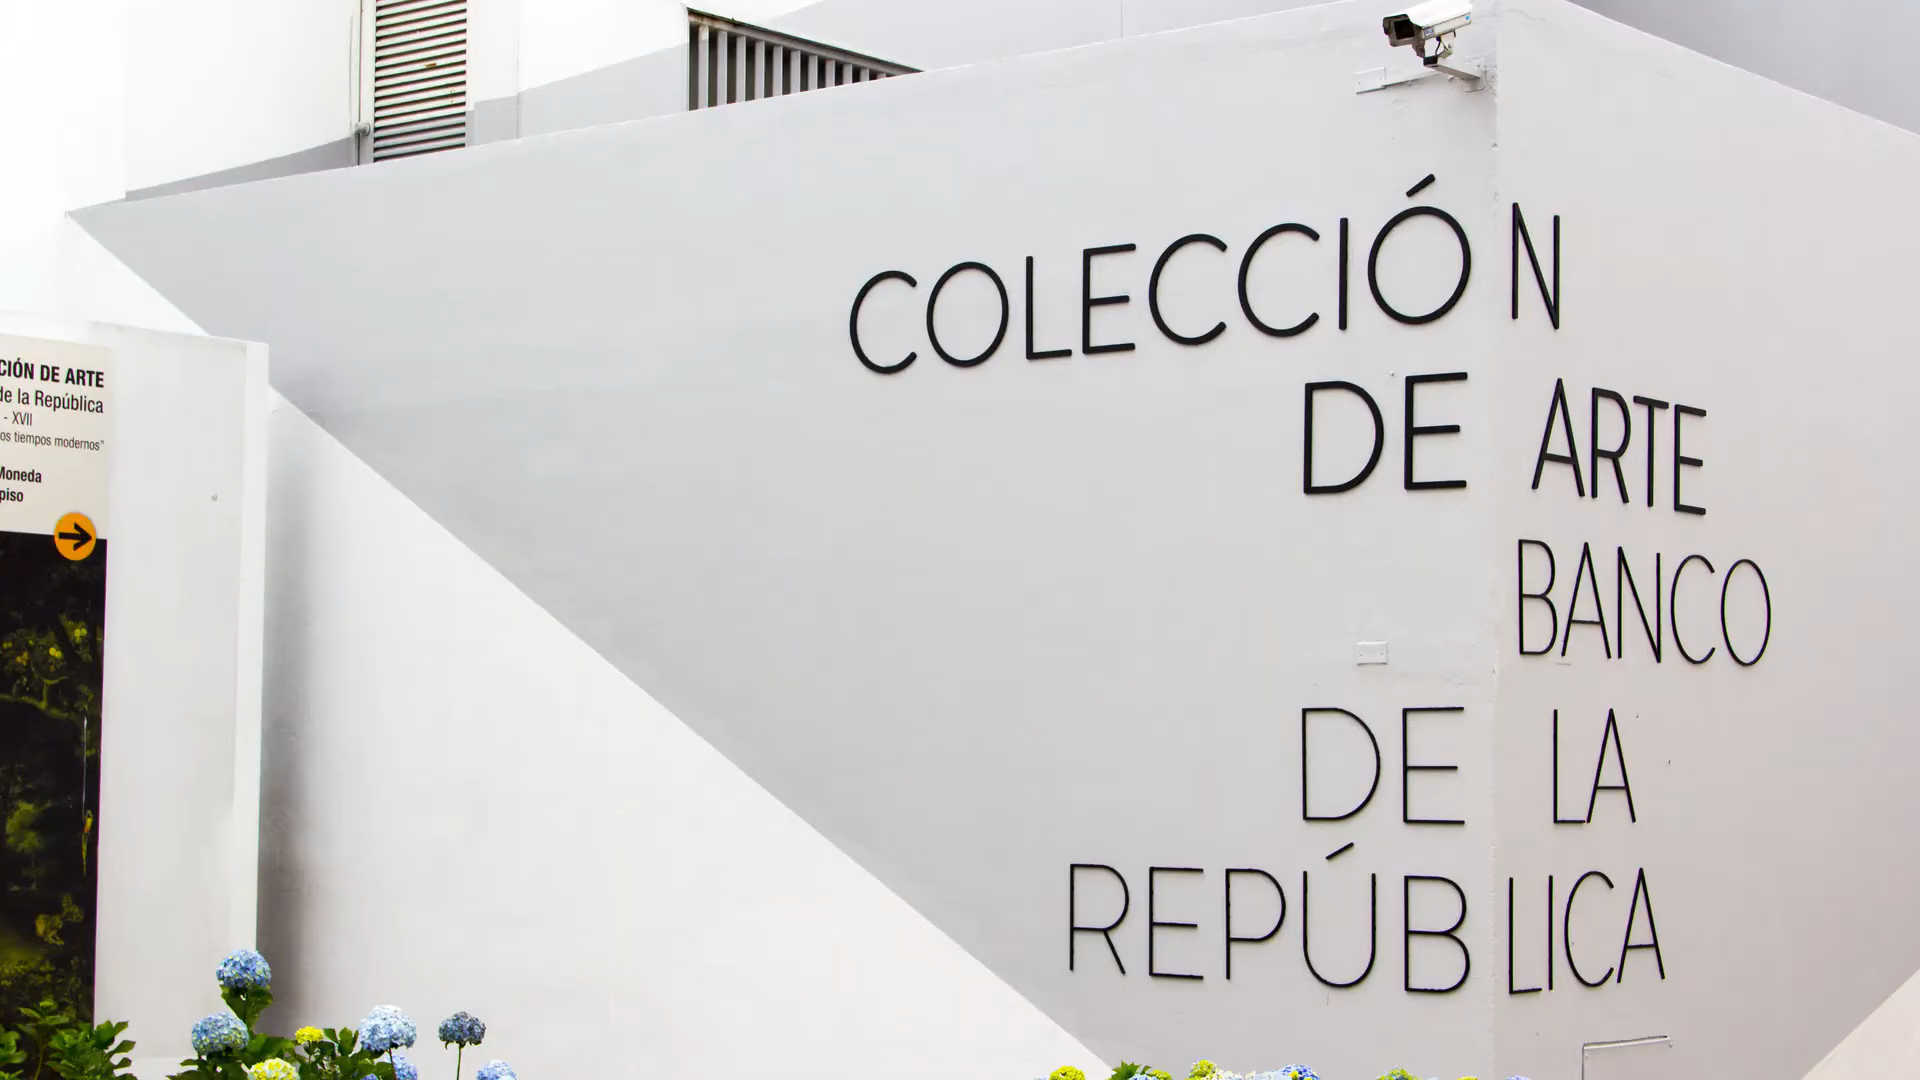 CIÓN DE ARTE
de la República
- XVII
os tiempos modernos"
Moneda
piso
COLECCIÓN
DE ARTE
BANCO
DE LA
REPÚBLICA